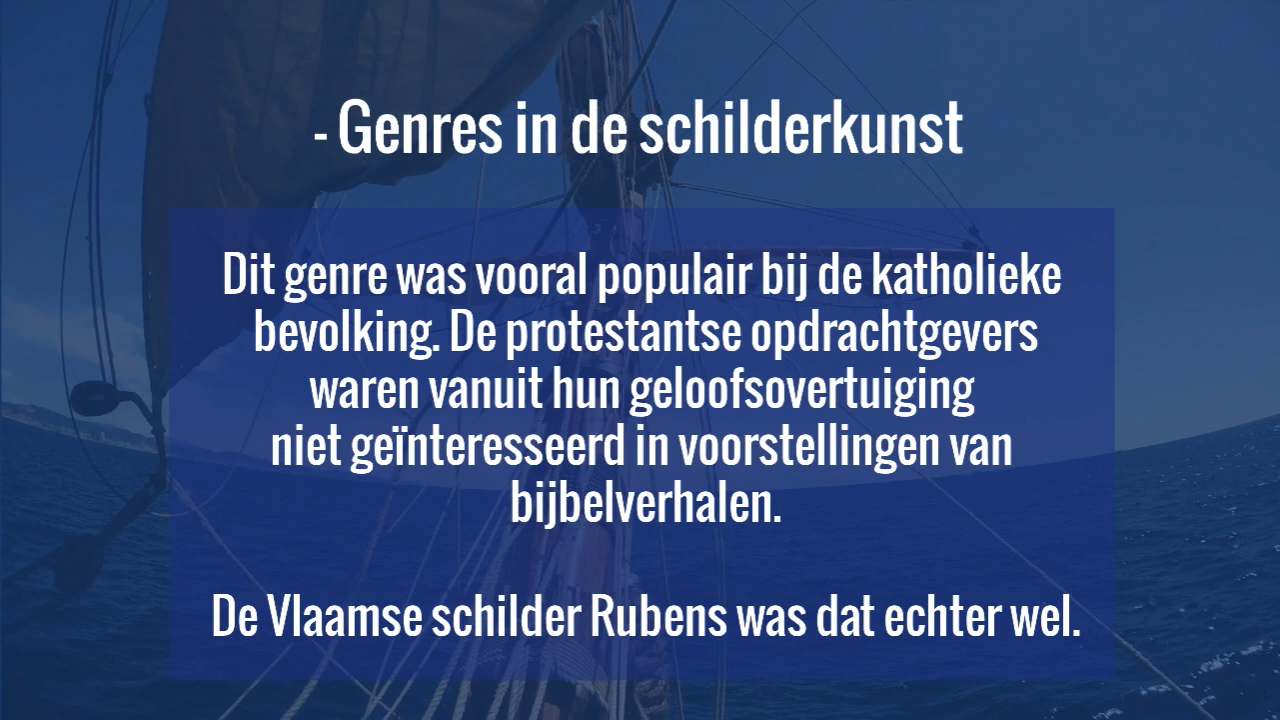 - Genres in de schilderkunst
Dit genre was vooral populair bij de katholieke
bevolking. De protestantse opdrachtgevers
waren vanuit hun geloofsovertuiging
niet geïnteresseerd in voorstellingen van
bijbelverhalen.
De Vlaamse schilder Rubens was dat echter wel.